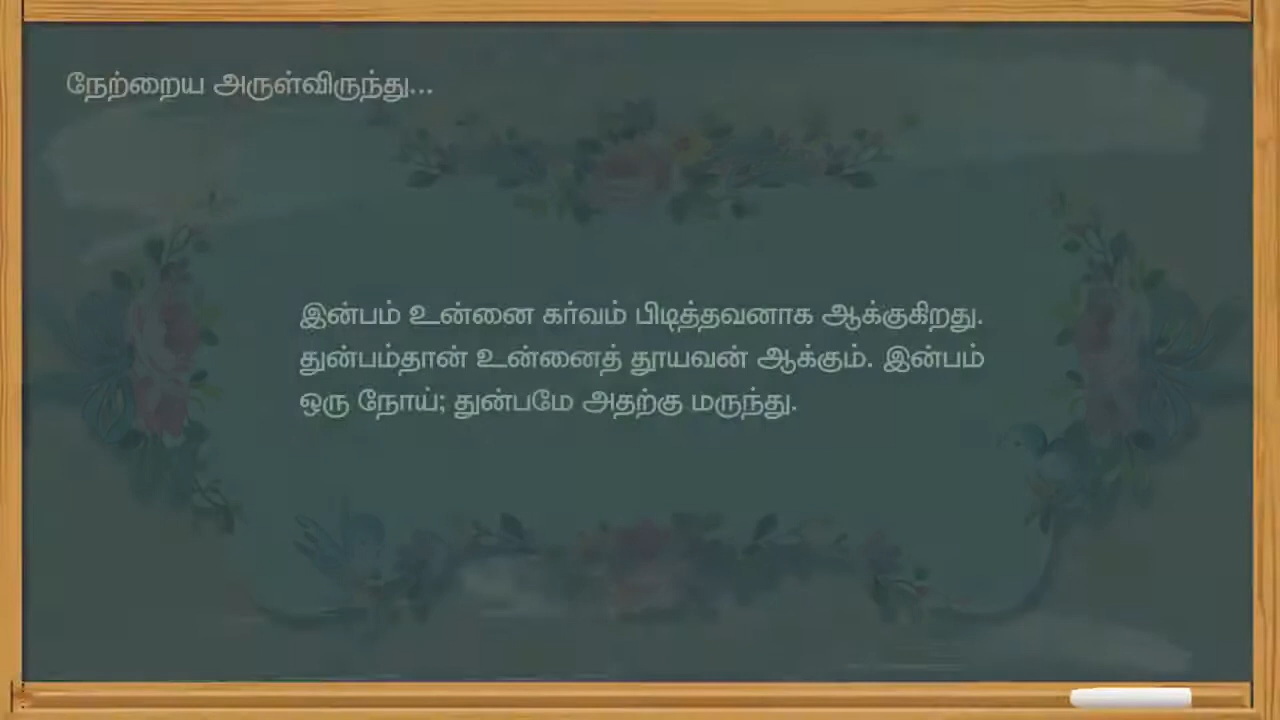 நேற்றைய அருள்விருந்து...
இன்பம் உன்னை கர்வம் பிடித்தவனாக ஆக்குகிறது.
துன்பம்தான் உன்னைத் தூயவன் ஆக்கும். இன்பம்
ஒரு நோய்; துன்பமே அதற்கு மருந்து.